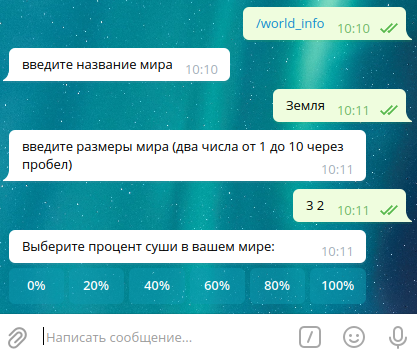 /world_info 10:10
введите название мира 10:10
Земля 10:11
введите размеры мира (два числа от 1 до 10 через
пробел) 10:11
3 2 10:11
Выберите процент суши в вашем мире: 10:11
0% 20% 40% 60% 80% 100%
Написать сообщение...